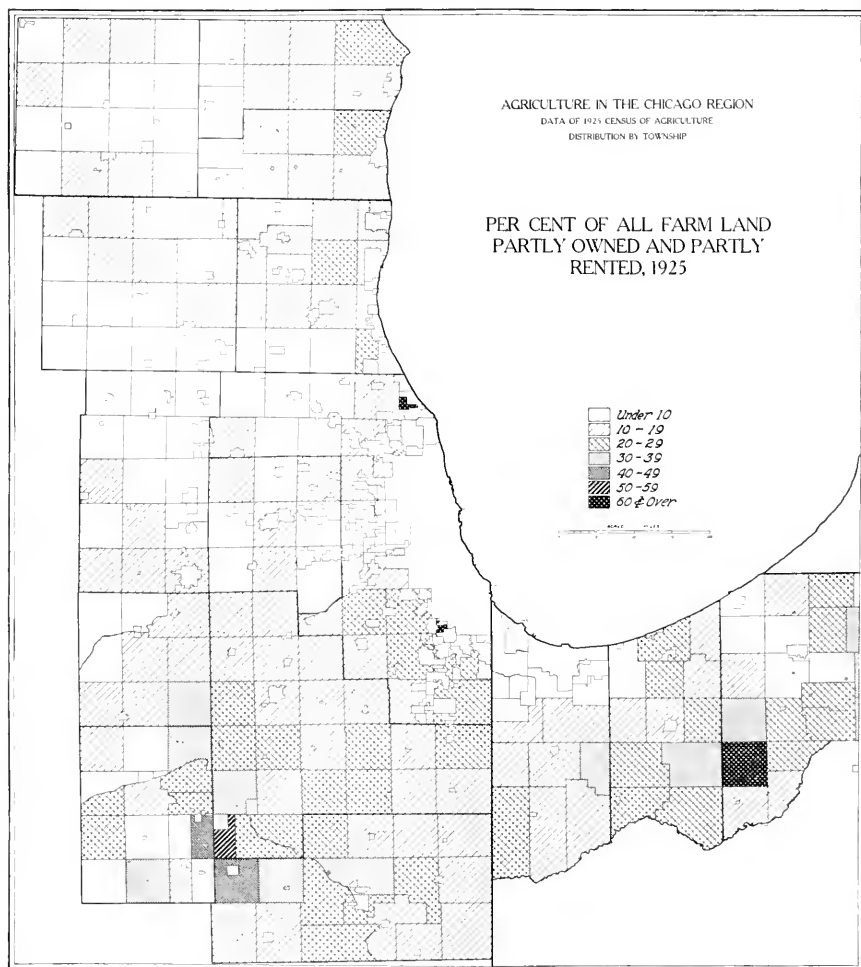 AGRICULTURE IN THE CHICAGO REGION
DATA OF 1925 CENSUS OF AGRICULTURE
DISTRIBUTION BY TOWNSHIP
PER CENT OF ALL FARM LAND
PARTLY OWNED AND PARTLY
RENTED, 1925
Under 10
10 - 19
20 - 29
30 - 39
40 - 49
50 - 59
60 & Over
SCALE